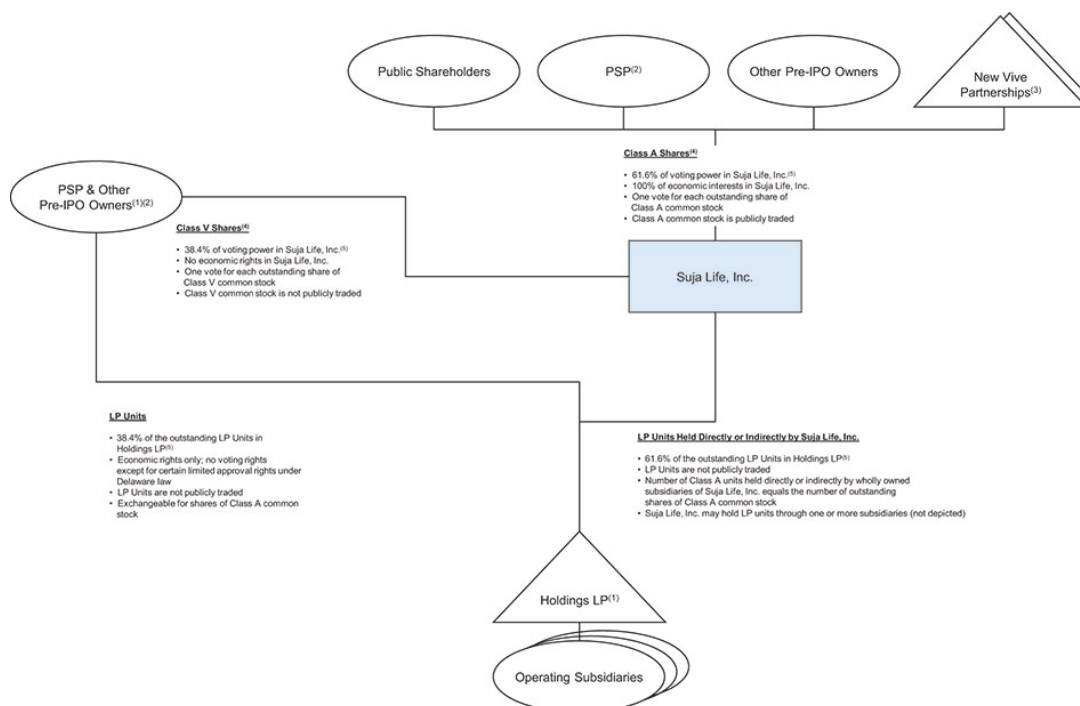 Public Shareholders
PSP(2)
Other Pre-IPO Owners
New Vive
Partnerships(3)
Class A Shares(4)
• 61.6% of voting power in Suja Life, Inc.(5)
• 100% of economic interests in Suja Life, Inc.
• One vote for each outstanding share of
Class A common stock
• Class A common stock is publicly traded
PSP & Other
Pre-IPO Owners(1)(2)
Class V Shares(4)
• 38.4% of voting power in Suja Life, Inc.(5)
• No economic rights in Suja Life, Inc.
• One vote for each outstanding share of
Class V common stock
• Class V common stock is not publicly traded
Suja Life, Inc.
LP Units
• 38.4% of the outstanding LP Units in
Holdings LP(5)
• Economic rights only; no voting rights
except for certain limited approval rights under
Delaware law
• LP Units are not publicly traded
• Exchangeable for shares of Class A common
stock
LP Units Held Directly or Indirectly by Suja Life, Inc.
• 61.6% of the outstanding LP Units in Holdings LP(5)
• LP Units are not publicly traded
• Number of Class A units held directly or indirectly by wholly owned
subsidiaries of Suja Life, Inc. equals the number of outstanding
shares of Class A common stock
• Suja Life, Inc. may hold LP units through one or more subsidiaries (not depicted)
Holdings LP(1)
Operating Subsidiaries